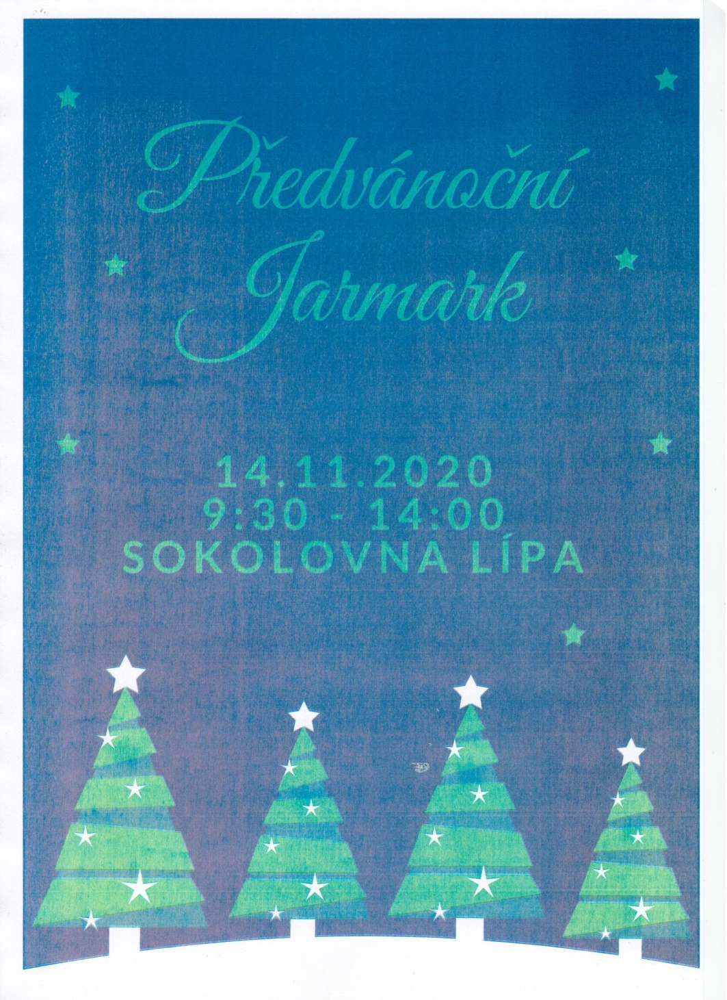 Předvánoční
Jarmark
14.11.2020
9:30 - 14:00
SOKOLOVNA LÍPA